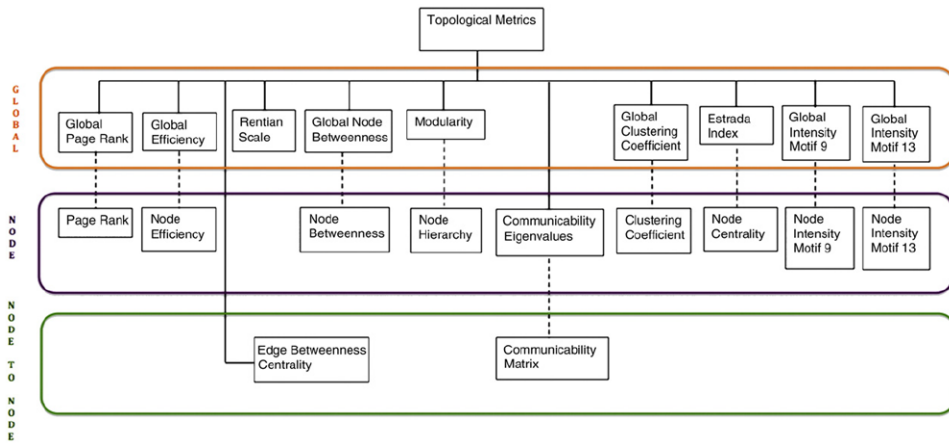 Topological Metrics
GLOBAL
Global
Page Rank
Global
Efficiency
Rentian
Scale
Global Node
Betweenness
Modularity
Global
Clustering
Coefficient
Estrada
Index
Global
Intensity
Motif 9
Global
Intensity
Motif 13
NODE
Page Rank
Node
Efficiency
Node
Betweenness
Node
Hierarchy
Communicability
Eigenvalues
Clustering
Coefficient
Node
Centrality
Node
Intensity
Motif 9
Node
Intensity
Motif 13
NODE TO NODE
Edge Betweenness
Centrality
Communicability
Matrix